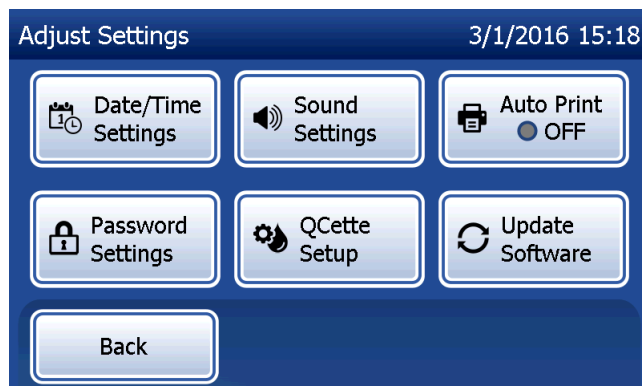 Adjust Settings 3/1/2016 15:18
Date/Time
Settings
Sound
Settings
Auto Print
OFF
Password
Settings
QCette
Setup
Update
Software
Back